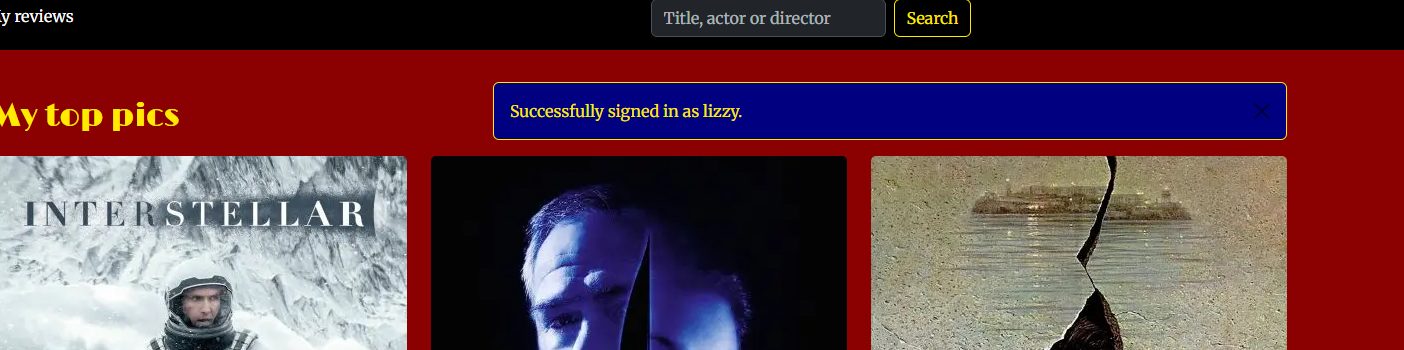 y reviews
Title, actor or director
Search
My top pics
Successfully signed in as lizzy.
INTERSTELLAR